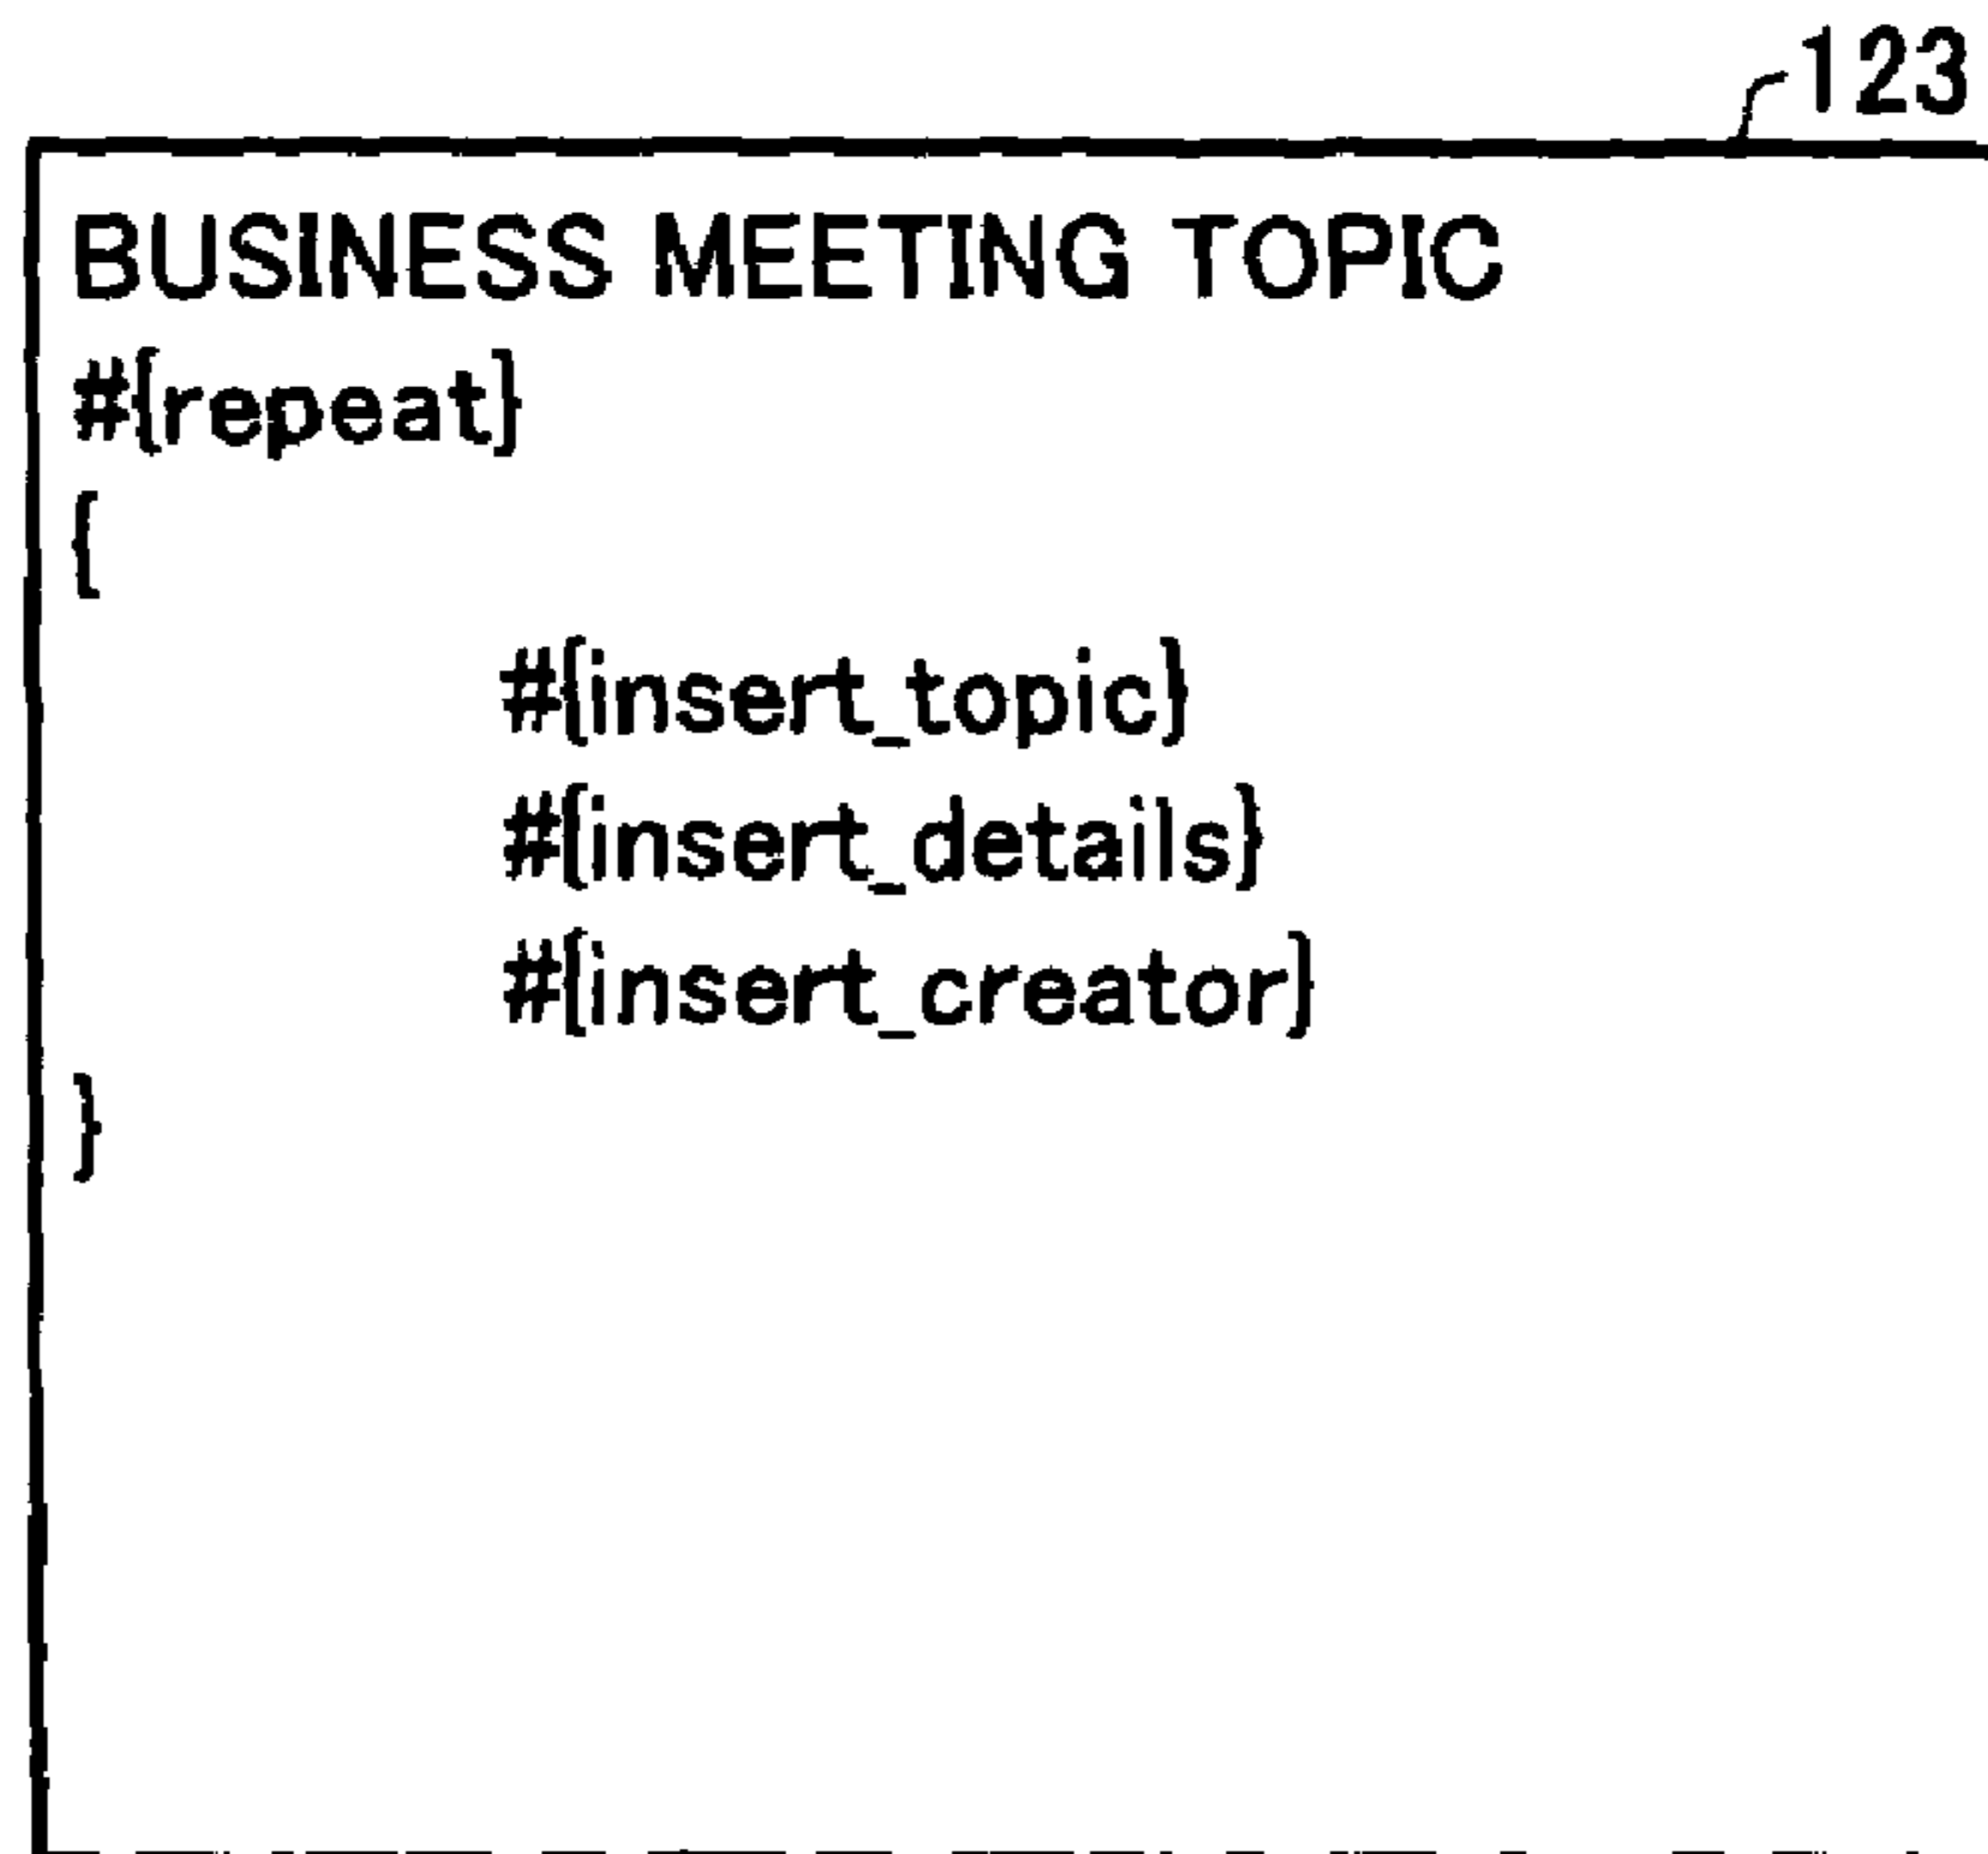 123
BUSINESS MEETING TOPIC
#{repeat}
{
#{insert_topic}
#{insert_details}
#{insert_creator}
}